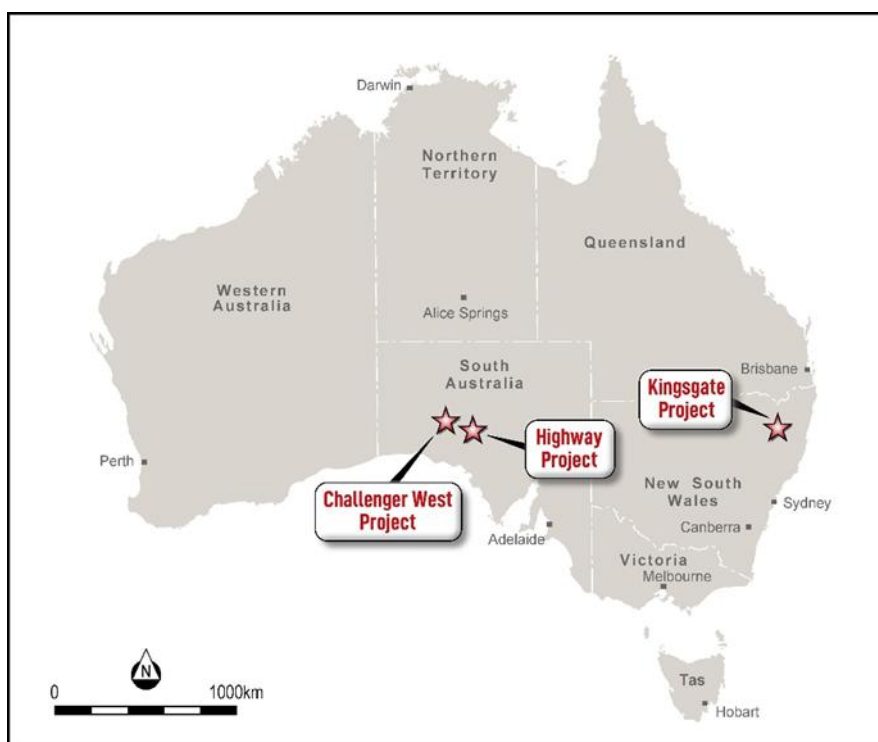 Darwin
Northern
Territory
Queensland
Western
Australia
Alice Springs
South
Australia
Brisbane
Kingsgate
Project
Highway
Project
Perth
Challenger West
Project
New South
Wales
Sydney
Canberra
Adelaide
Victoria
Melbourne
Tas
Hobart
N
0
1000km